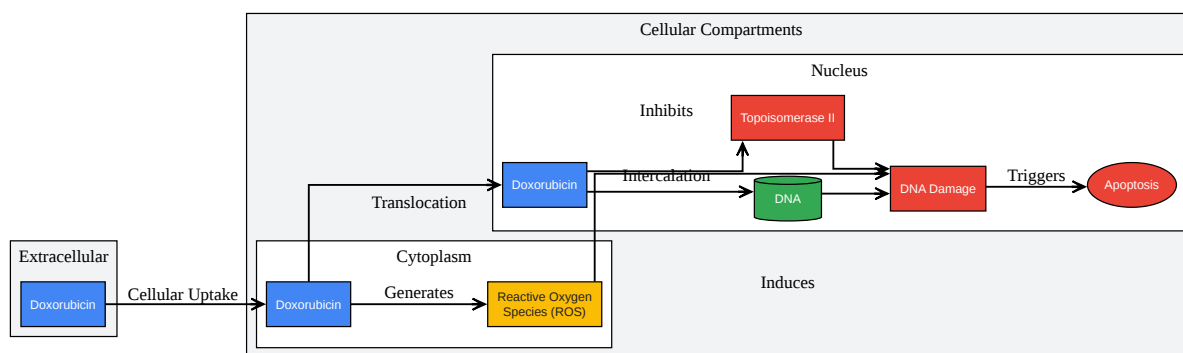 Cellular Compartments
Nucleus
Inhibits
Topoisomerase II
Doxorubicin
Intercalation
DNA
DNA Damage
Triggers
Apoptosis
Translocation
Extracellular
Doxorubicin
Cellular Uptake
Cytoplasm
Doxorubicin
Generates
Reactive Oxygen
Species (ROS)
Induces